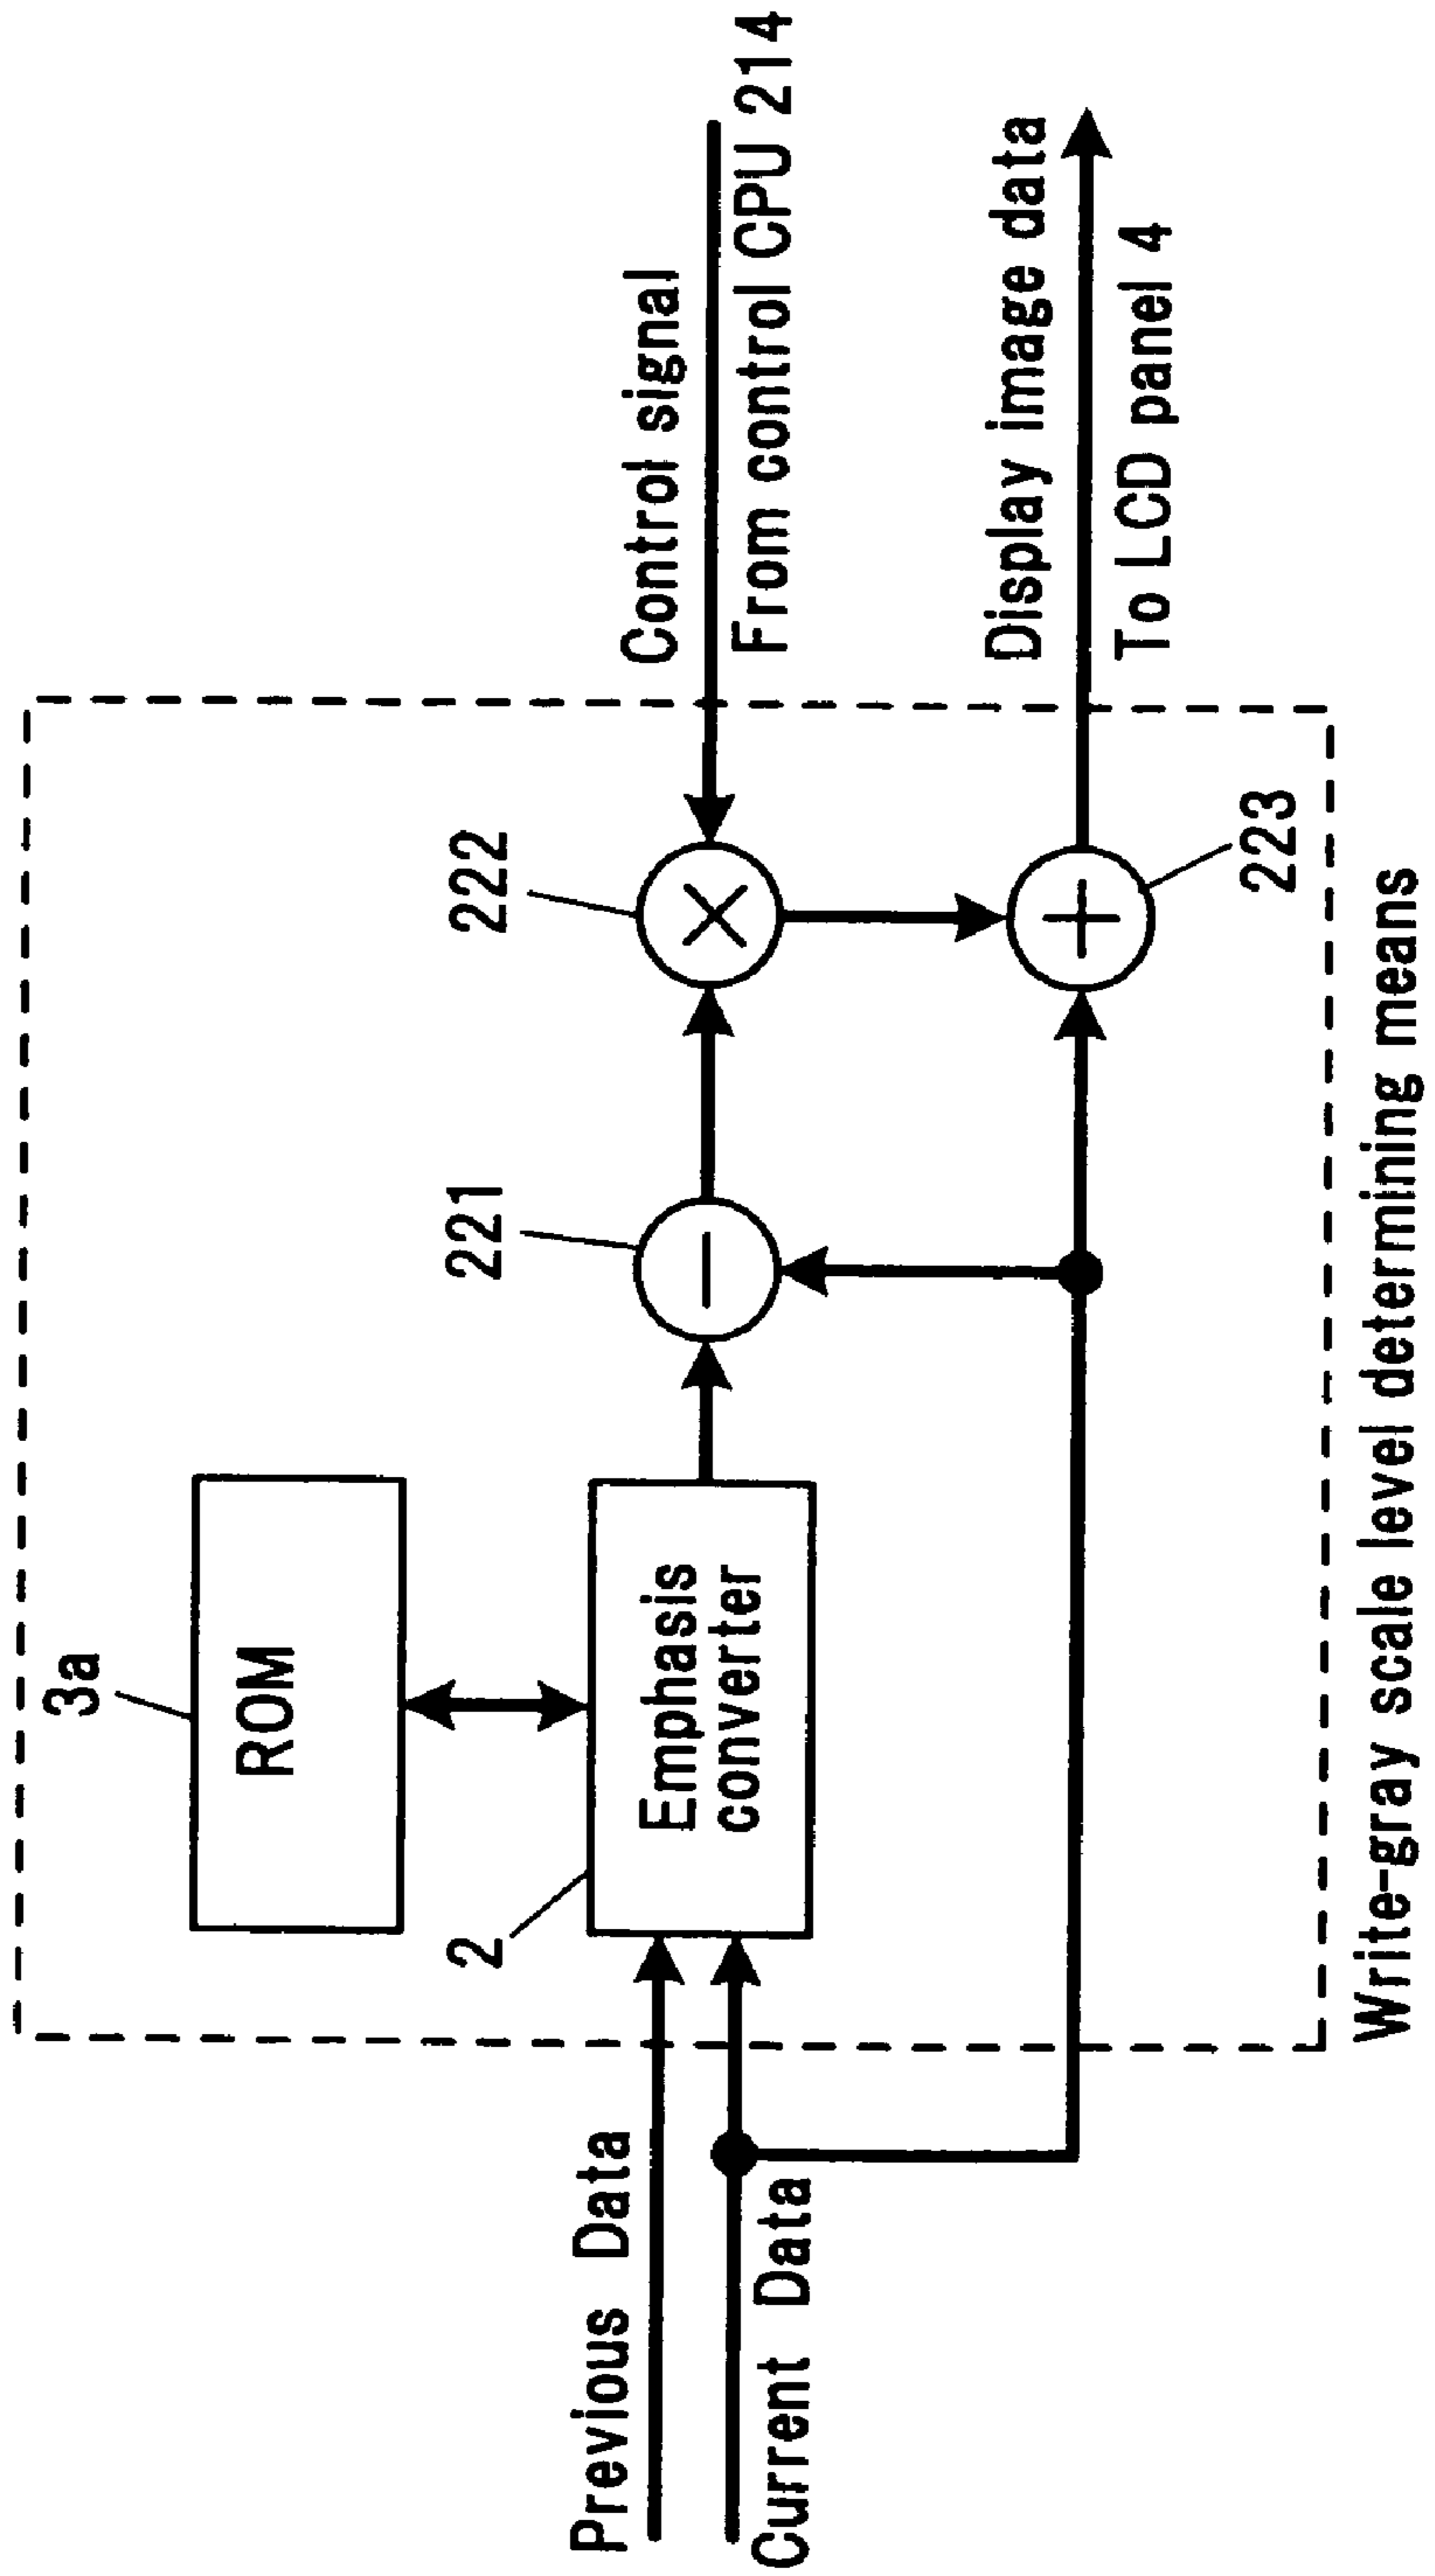 3a
ROM
2
Emphasis
converter
221
222
Previous Data
Current Data
Control signal
From control CPU 214
Display image data
To LCD panel 4
223
Write-gray scale level determining means